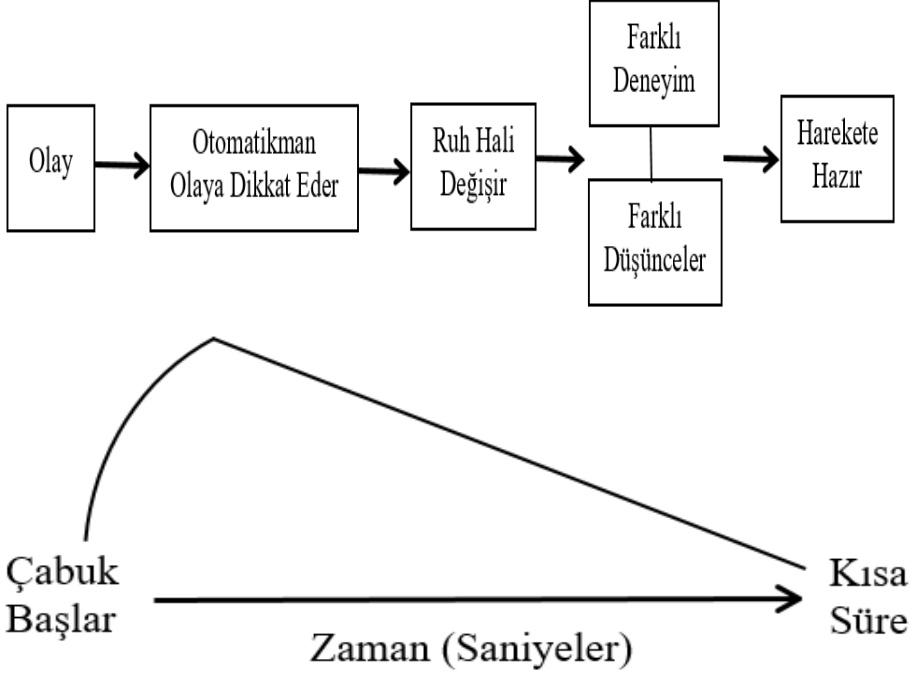 Olay
Otomatikman
Olaya Dikkat Eder
Ruh Hali
Değişir
Farklı
Deneyim
Farklı
Düşünceler
Harekete
Hazır
Çabuk
Başlar
Zaman (Saniyeler)
Kısa
Süre